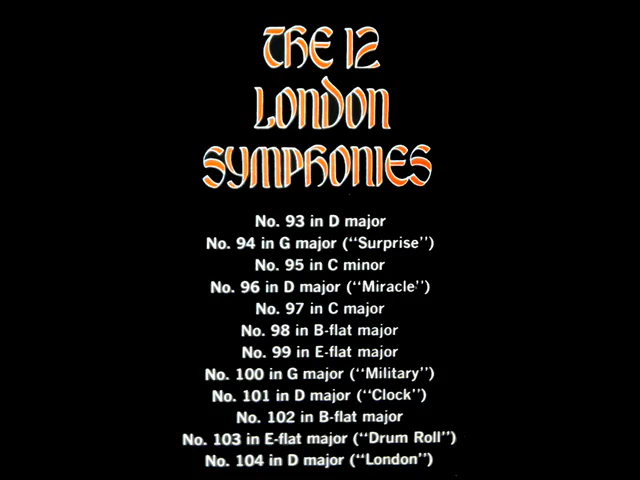 THE 12
LONDON
SYMPHONIES
No. 93 in D major
No. 94 in G major ("Surprise")
No. 95 in C minor
No. 96 in D major ("Miracle")
No. 97 in C major
No. 98 in B-flat major
No. 99 in E-flat major
No. 100 in G major ("Military")
No. 101 in D major ("Clock")
No. 102 in B-flat major
No. 103 in E-flat major ("Drum Roll")
No. 104 in D major ("London")